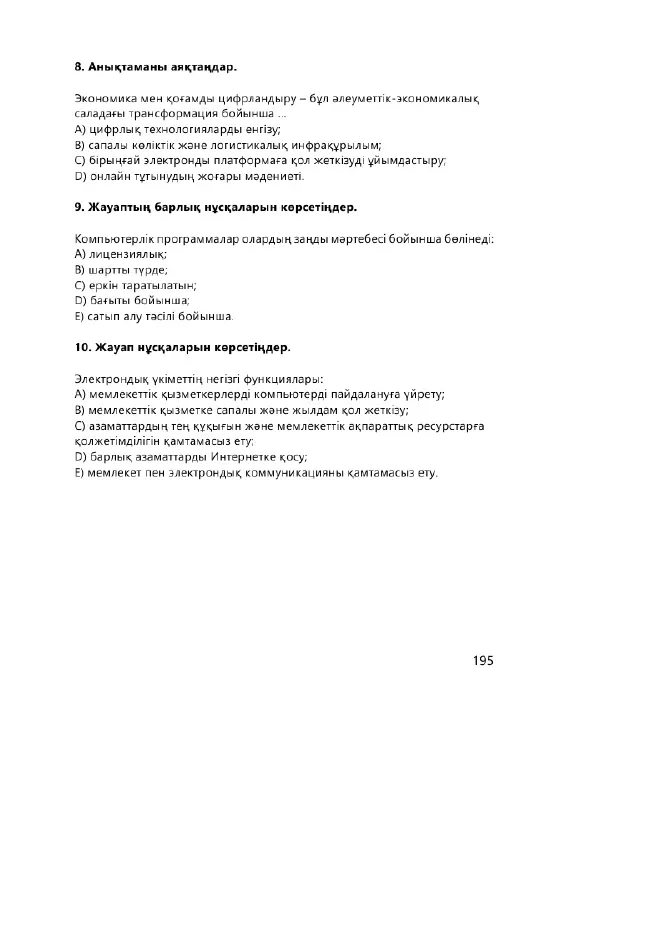 8. Анықтаманы аяқтаңдар.
Экономика мен қоғамды цифрландыру – бұл әлеуметтік-экономикалық
саладағы трансформация бойынша ...
A) цифрлық технологияларды енгізу;
B) сапалы көліктік және логистикалық инфрақұрылым;
C) бірыңғай электронды платформаға қол жеткізуді ұйымдастыру;
D) онлайн тұтынудың жоғары мәдениеті.
9. Жауаптың барлық нұсқаларын көрсетіңдер.
Компьютерлік программалар олардың заңды мәртебесі бойынша бөлінеді:
A) лицензиялық;
B) шартты түрде;
C) еркін таратылатын;
D) бағыты бойынша;
E) сатып алу тәсілі бойынша.
10. Жауап нұсқаларын көрсетіңдер.
Электрондық үкіметтің негізгі функциялары:
A) мемлекеттік қызметкерлерді компьютерді пайдалануға үйрету;
B) мемлекеттік қызметке сапалы және жылдам қол жеткізу;
C) азаматтардың тең құқығын және мемлекеттік ақпараттық ресурстарға
қолжетімділігін қамтамасыз ету;
D) барлық азаматтарды Интернетке қосу;
E) мемлекет пен электрондық коммуникацияны қамтамасыз ету.
195